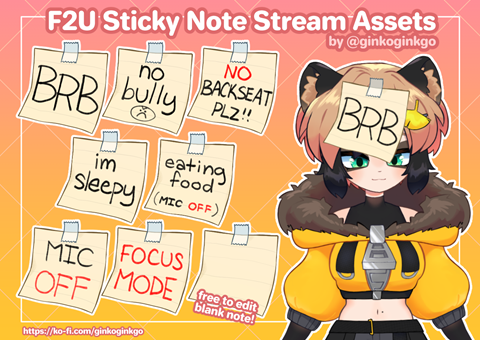 F2U Sticky Note Stream Assets
by @ginkoginkgo
BRB
no
bully
NO
BACKSEAT
PLZ!!
BRB
im
sleepy
eating
food
(MIC OFF)
MIC
OFF
FOCUS
MODE
free to edit
blank note!
https://ko-fi.com/ginkoginkgo